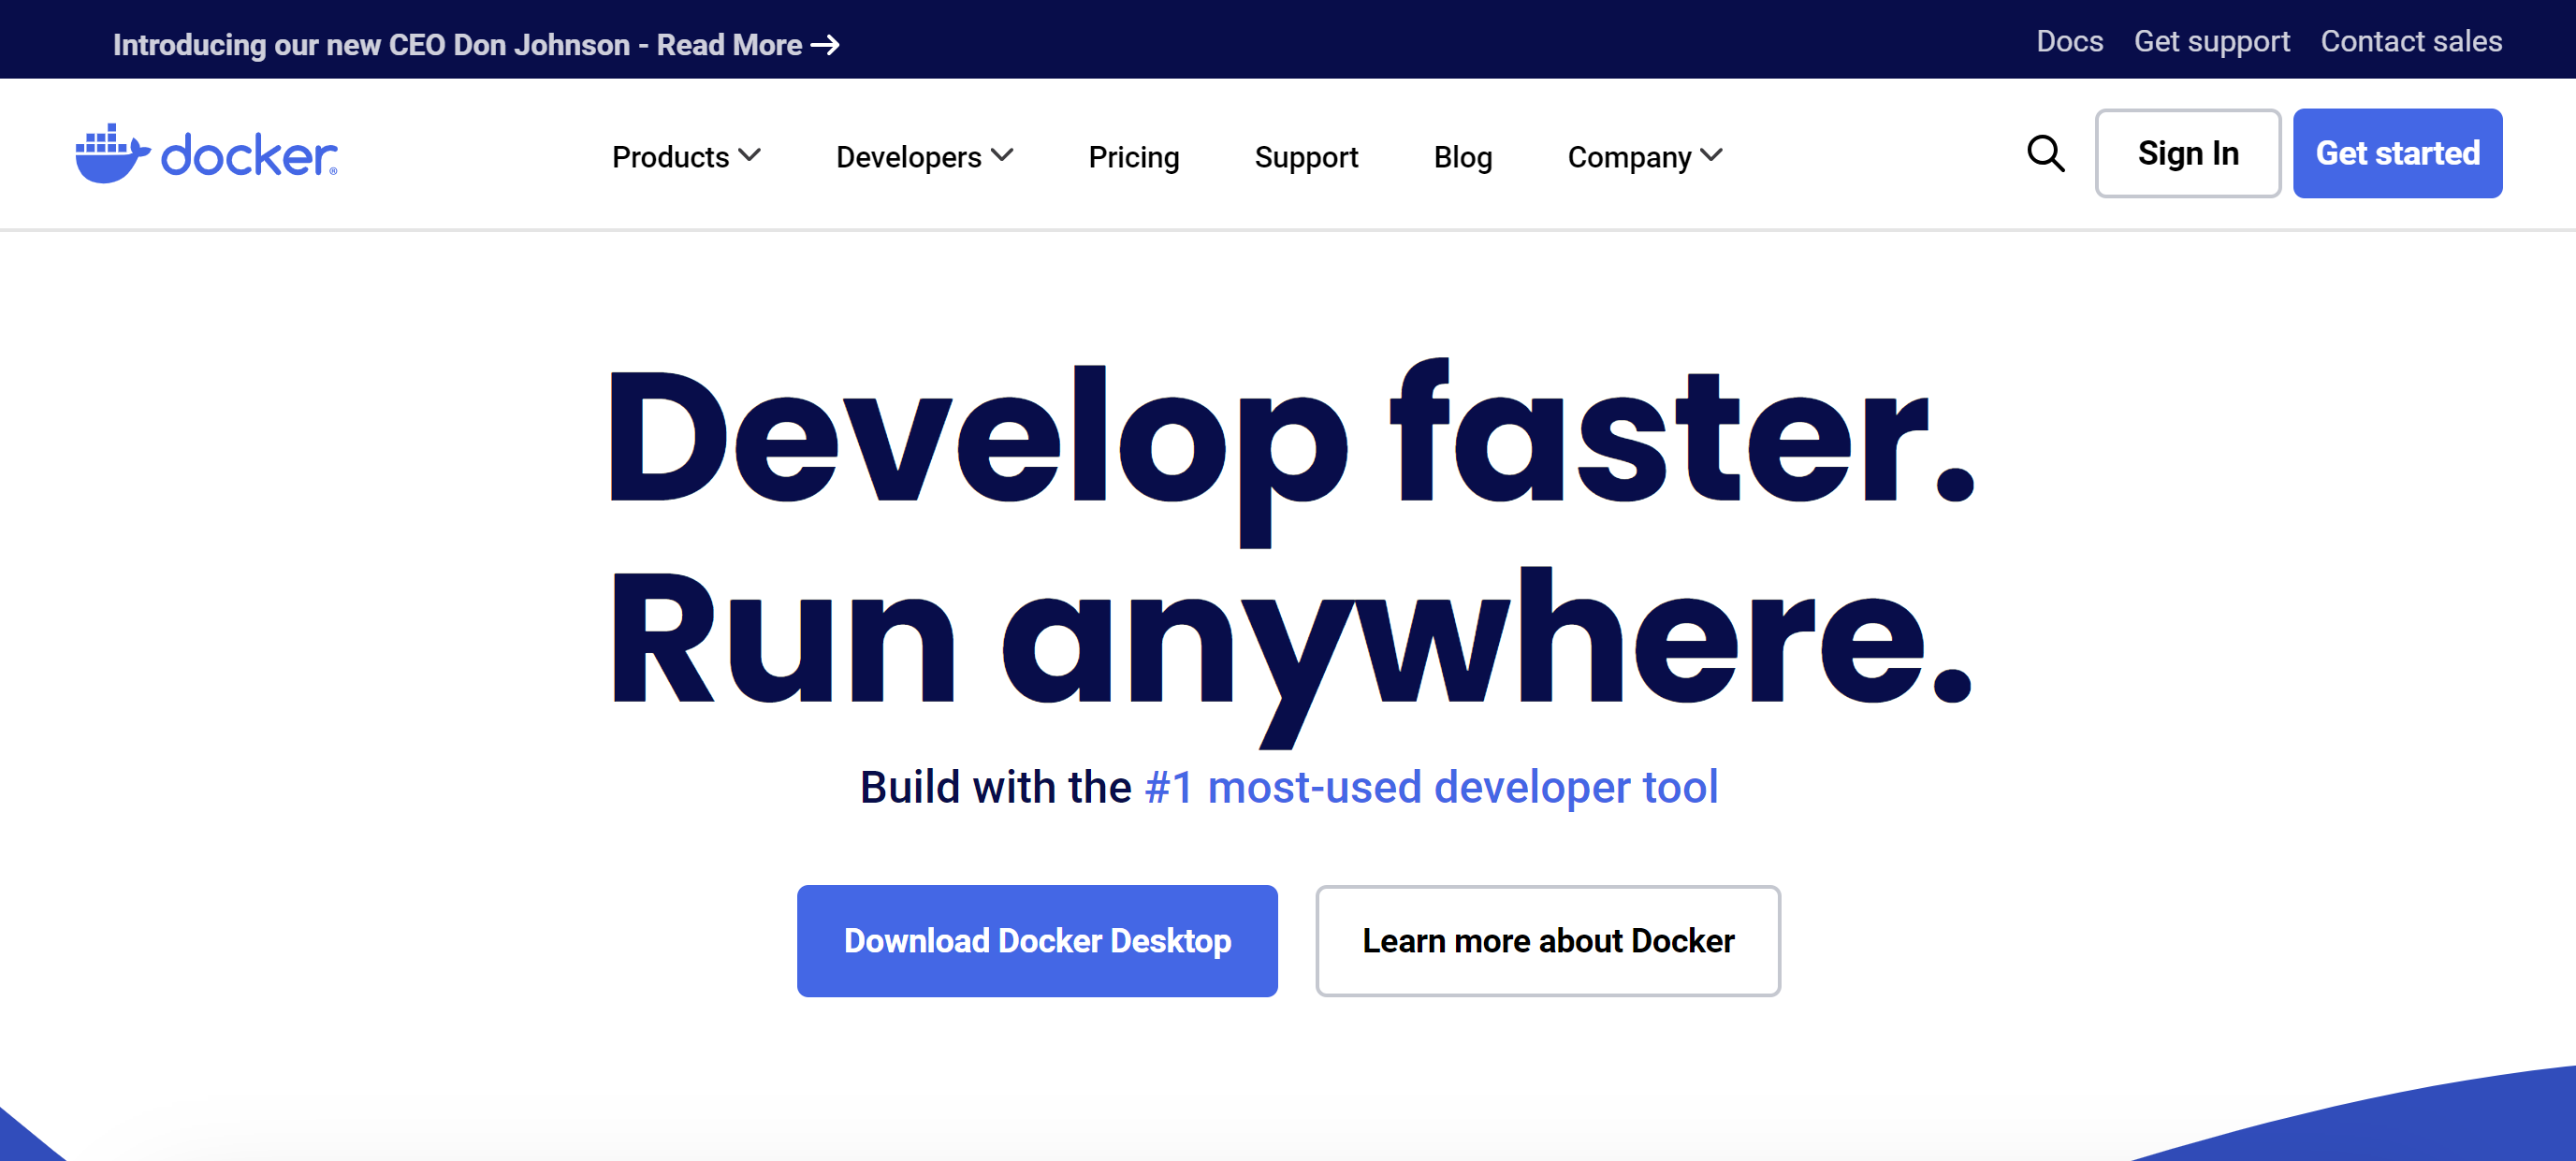 Introducing our new CEO Don Johnson - Read More →
Docs Get support Contact sales
docker®
Products Developers Pricing Support Blog Company
Sign In Get started
Develop faster.
Run anywhere.
Build with the #1 most-used developer tool
Download Docker Desktop Learn more about Docker